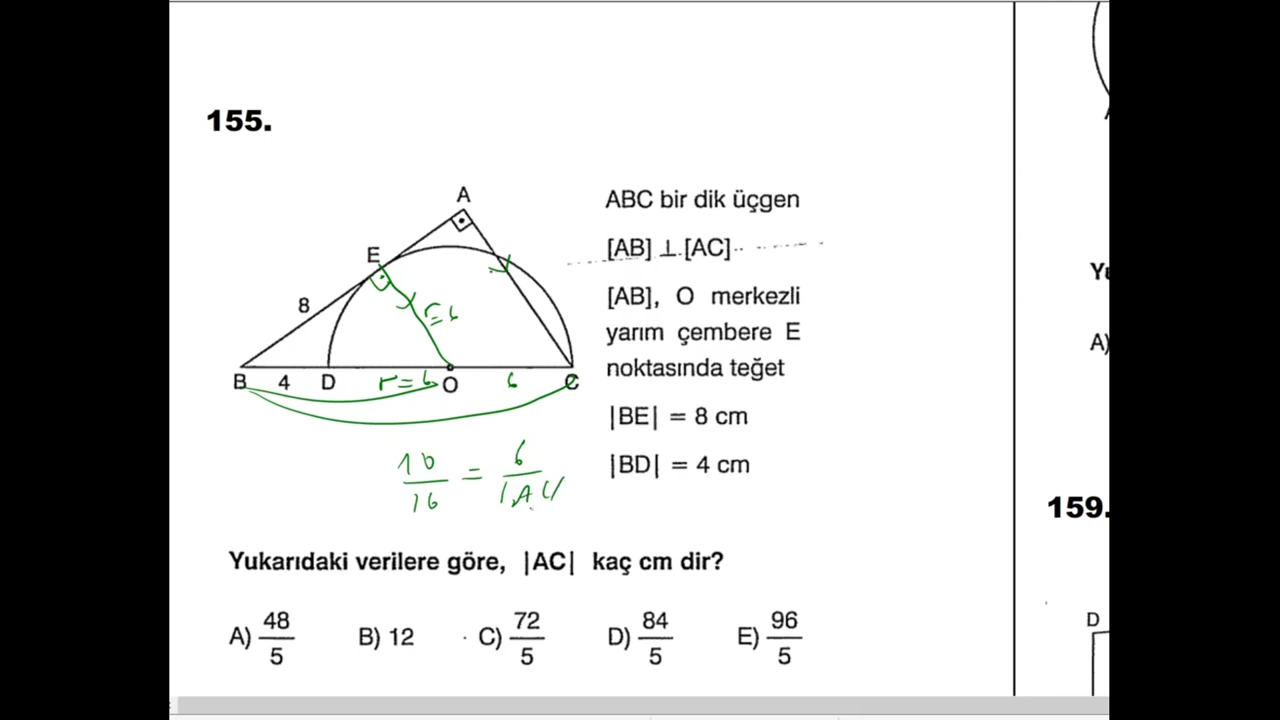 155.
A
E
8
r=6
B 4 D r=6 O 6 C
ABC bir dik üçgen
[AB] ⊥ [AC]
[AB], O merkezli
yarım çembere E
noktasında teğet
|BE| = 8 cm
|BD| = 4 cm
10/16 = 6/|AC|
Yukarıdaki verilere göre, |AC| kaç cm dir?
A) 48/5 B) 12 C) 72/5 D) 84/5 E) 96/5
A)
159.
D